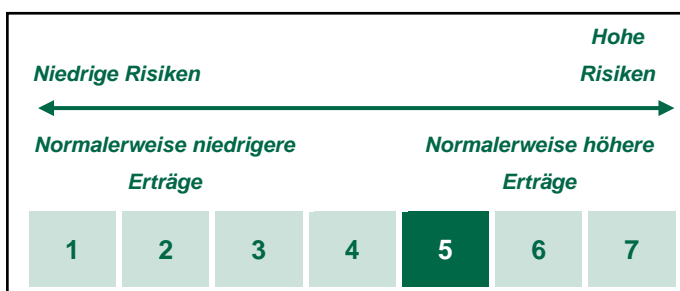 Hohe
Niedrige Risiken Risiken
Normalerweise niedrigere Normalerweise höhere
Erträge Erträge
1 2 3 4 5 6 7